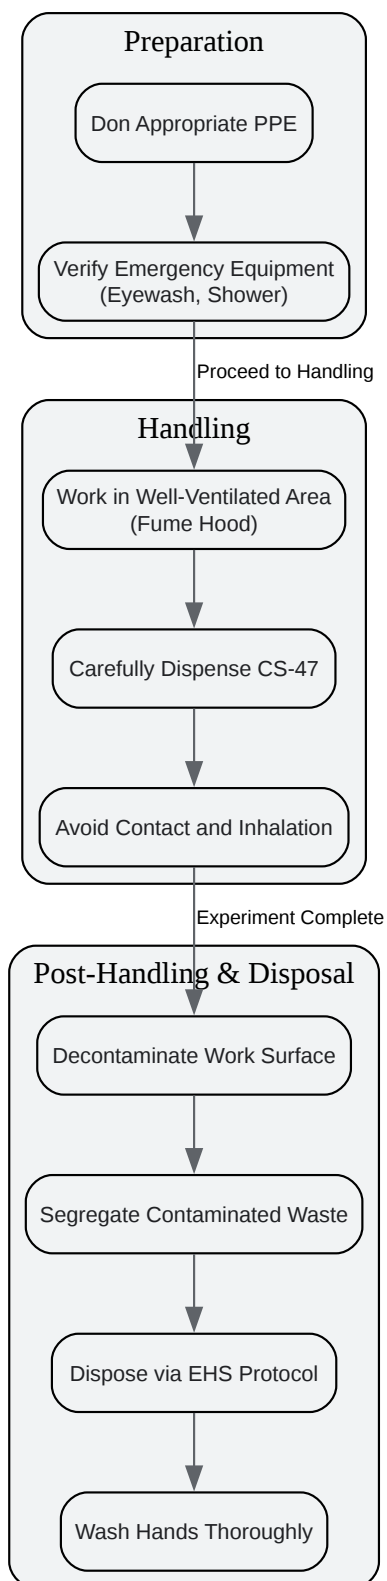 Preparation
Don Appropriate PPE
Verify Emergency Equipment
(Eyewash, Shower)
Proceed to Handling
Handling
Work in Well-Ventilated Area
(Fume Hood)
Carefully Dispense CS-47
Avoid Contact and Inhalation
Experiment Complete
Post-Handling & Disposal
Decontaminate Work Surface
Segregate Contaminated Waste
Dispose via EHS Protocol
Wash Hands Thoroughly